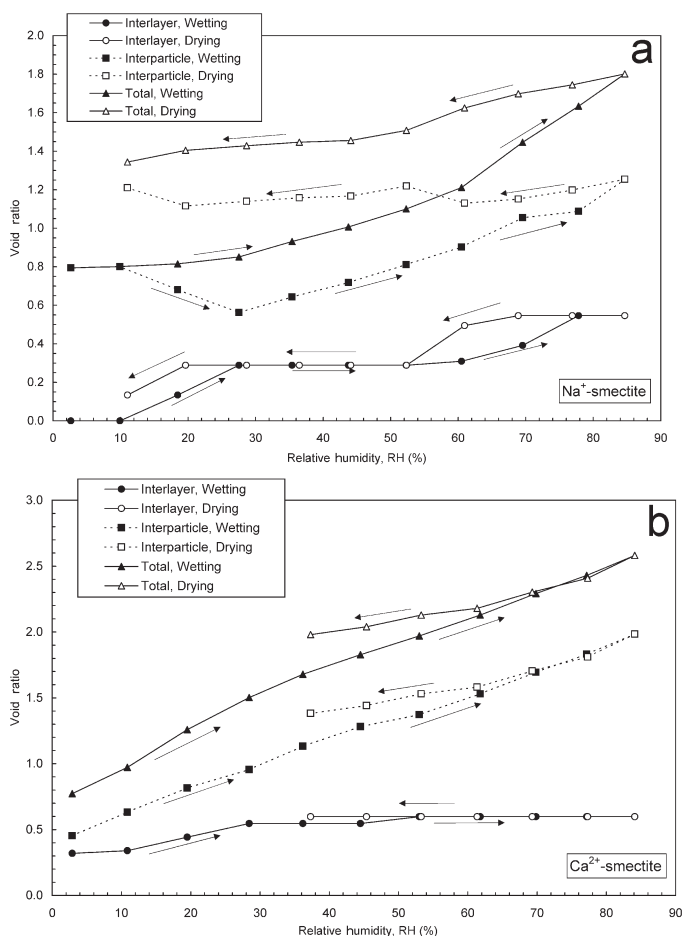 Interlayer, Wetting
Interlayer, Drying
Interparticle, Wetting
Interparticle, Drying
Total, Wetting
Total, Drying
a
2.0
1.8
1.6
1.4
1.2
1.0
0.8
0.6
0.4
0.2
0.0
Void ratio
Na+-smectite
0 10 20 30 40 50 60 70 80 90
Relative humidity, RH (%)
Interlayer, Wetting
Interlayer, Drying
Interparticle, Wetting
Interparticle, Drying
Total, Wetting
Total, Drying
b
3.0
2.5
2.0
1.5
1.0
0.5
0.0
Void ratio
Ca2+-smectite
0 10 20 30 40 50 60 70 80 90
Relative humidity, RH (%)